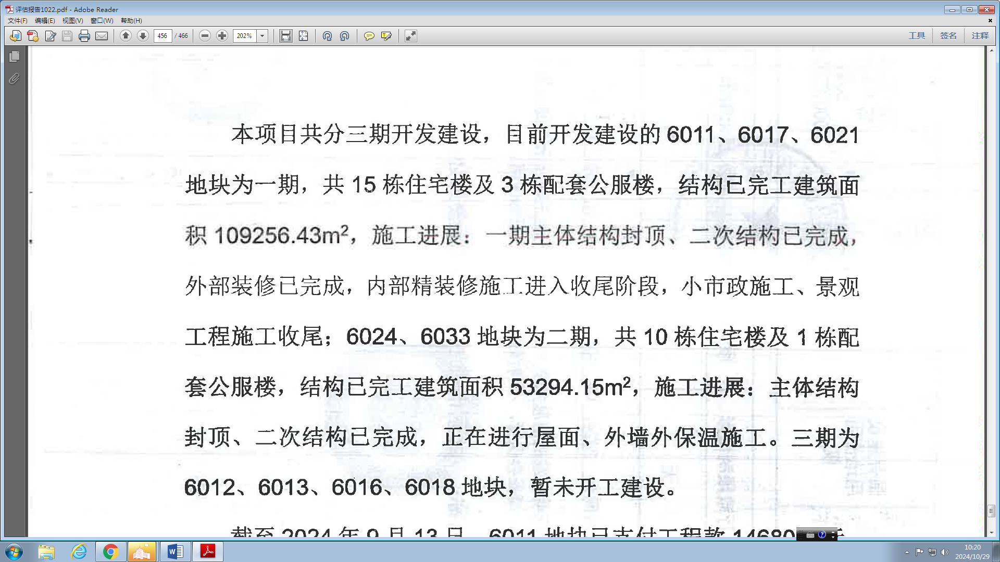 评估报告1022.pdf - Adobe Reader
文件(F) 编辑(E) 视图(V) 窗口(W) 帮助(H)
456 / 466 202% 工具 签名 注释
本项目共分三期开发建设，目前开发建设的 6011、6017、6021
地块为一期，共 15 栋住宅楼及 3 栋配套公服楼，结构已完工建筑面
积 109256.43m²，施工进展：一期主体结构封顶、二次结构已完成，
外部装修已完成，内部精装修施工进入收尾阶段，小市政施工、景观
工程施工收尾；6024、6033 地块为二期，共 10 栋住宅楼及 1 栋配
套公服楼，结构已完工建筑面积 53294.15m²，施工进展：主体结构
封顶、二次结构已完成，正在进行屋面、外墙外保温施工。三期为
6012、6013、6016、6018 地块，暂未开工建设。
截至 2024 年 9 月 13 日，6011 地块已支付工程款 14680
10:20
2024/10/29